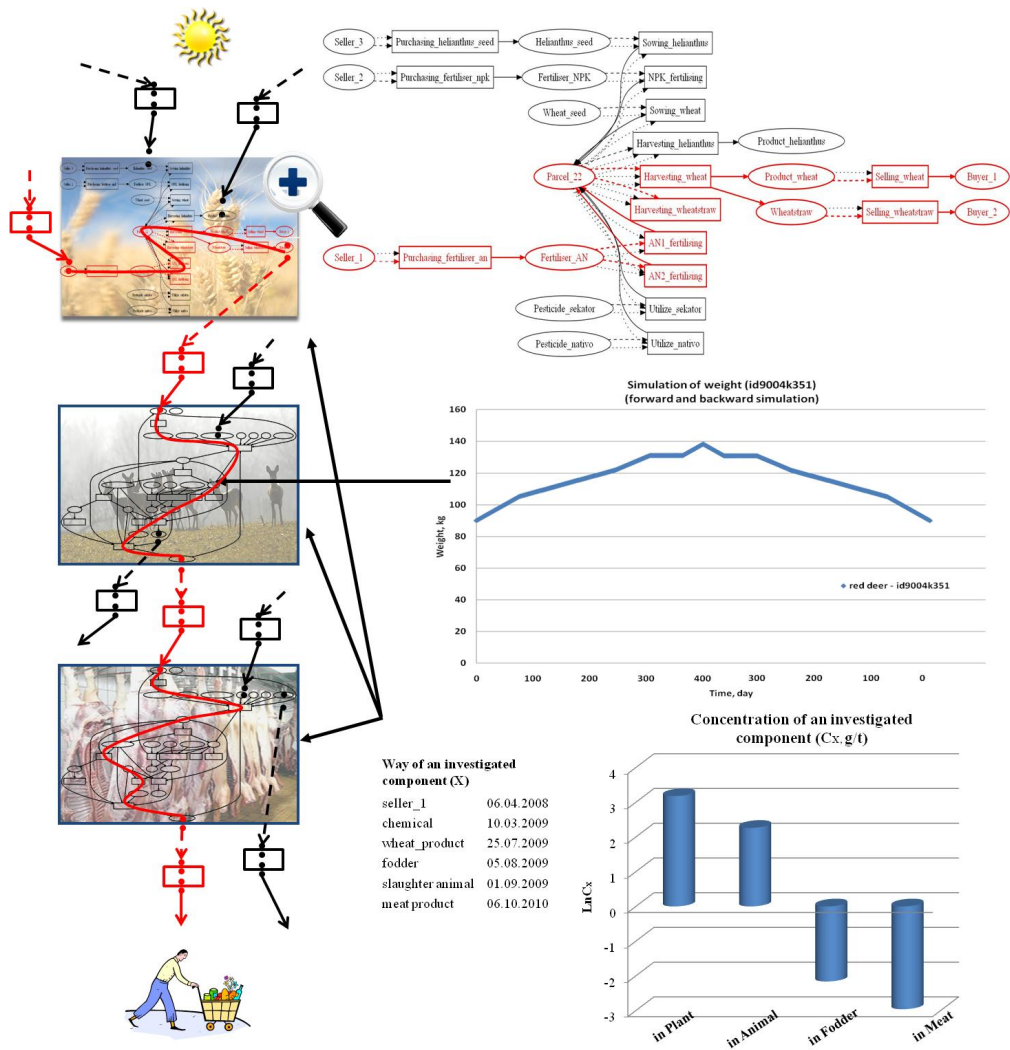 Seller_3
Purchasing_helianthus_seed
Helianthus_seed
Sowing_helianthus
Seller_2
Purchasing_fertiliser_npk
Fertiliser_NPK
NPK_fertilising
Wheat_seed
Sowing_wheat
Harvesting_helianthus
Product_helianthus
Parcel_22
Harvesting_wheat
Product_wheat
Selling_wheat
Buyer_1
Harvesting_wheatstraw
Wheatstraw
Selling_wheatstraw
Buyer_2
AN1_fertilising
Seller_1
Purchasing_fertiliser_an
Fertiliser_AN
AN2_fertilising
Pesticide_sekator
Utilize_sekator
Pesticide_nativo
Utilize_nativo
Simulation of weight (id9004k351)
(forward and backward simulation)
160
140
120
100
80
60
40
20
0
Weight, kg
red deer - id9004k351
0 100 200 300 400 300 200 100 0
Time, day
Way of an investigated
component (X)
seller_1 06.04.2008
chemical 10.03.2009
wheat_product 25.07.2009
fodder 05.08.2009
slaughter animal 01.09.2009
meat product 06.10.2010
Concentration of an investigated
component (Cx, g/t)
4
3
2
1
0
-1
-2
-3
LnCx
in Plant
in Animal
in Fodder
in Meat